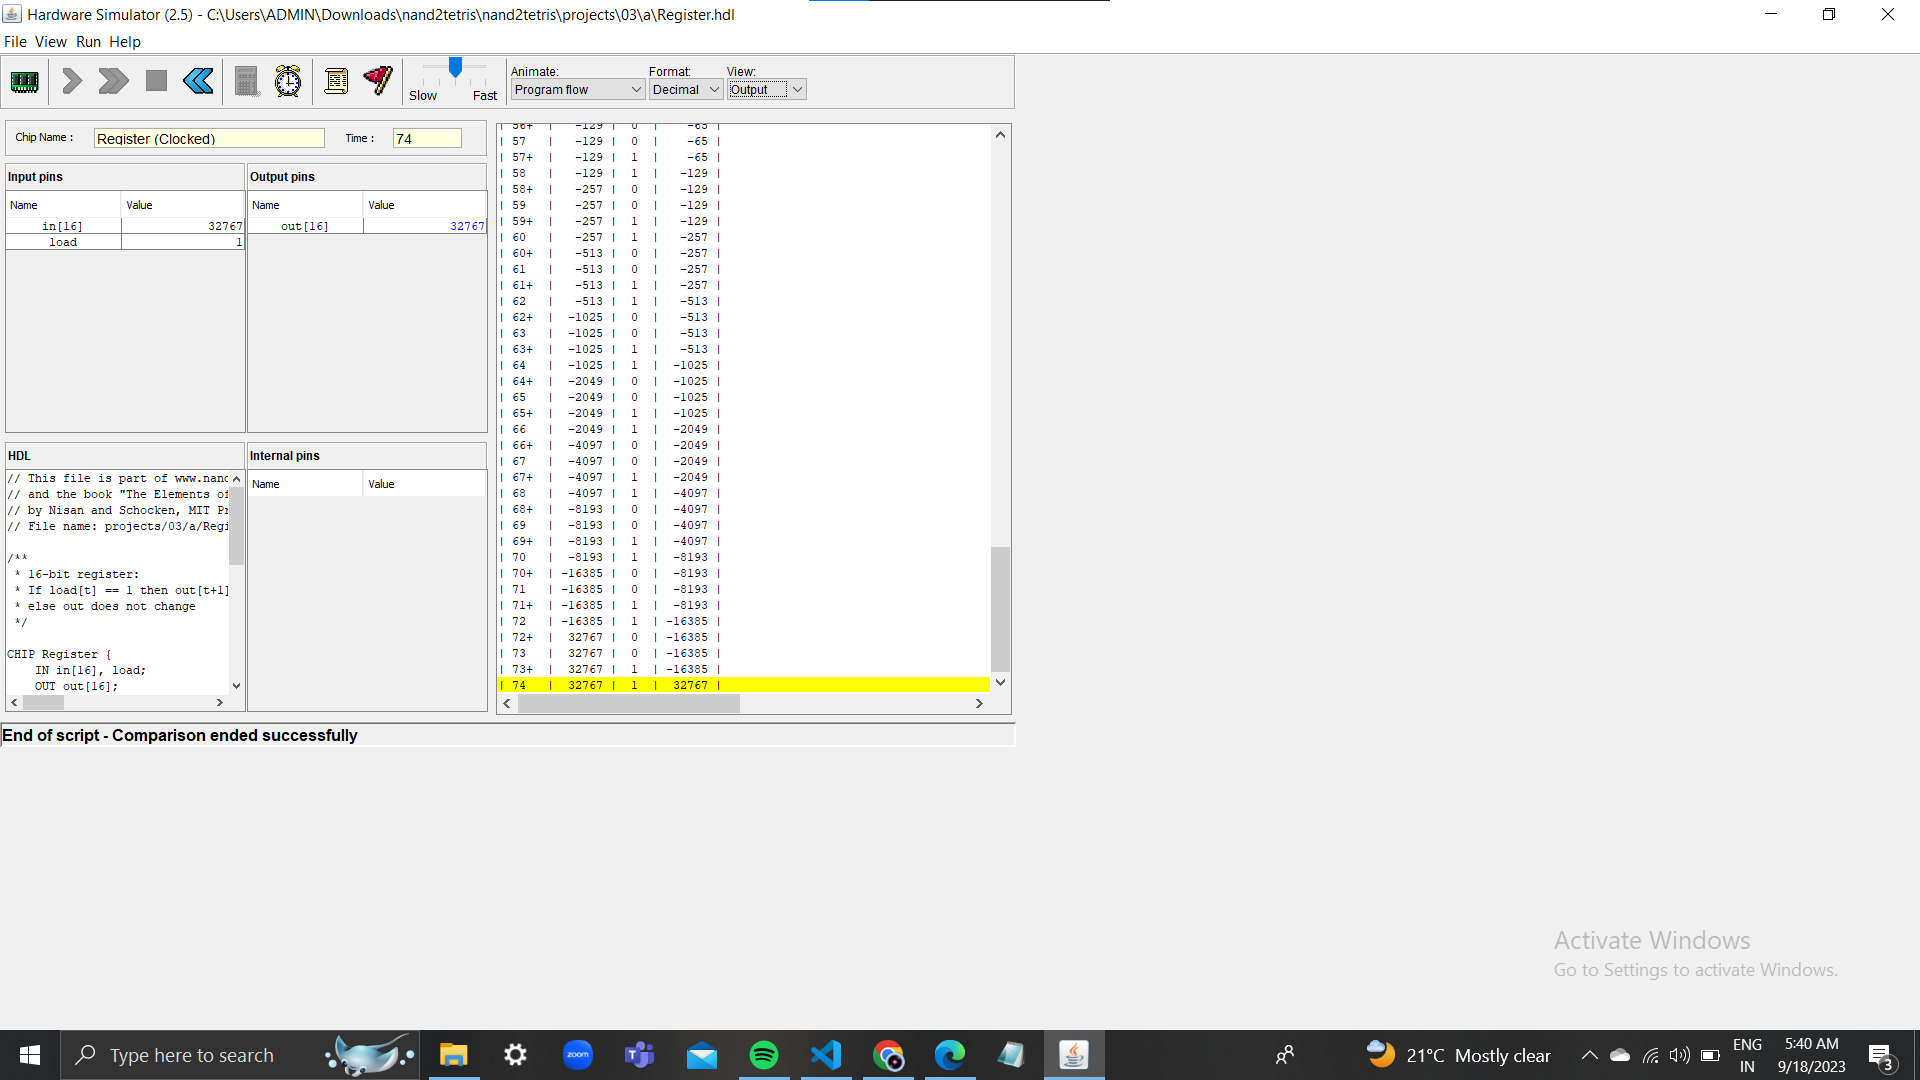 Hardware Simulator (2.5) - C:\Users\ADMIN\Downloads\nand2tetris\nand2tetris\projects\03\a\Register.hdl
File View Run Help
Slow Fast
Animate: Format: View:
Program flow Decimal Output
Chip Name : Register (Clocked) Time : 74
Input pins
Name Value
in[16] 32767
load 1
Output pins
Name Value
out[16] 32767
HDL
// This file is part of www.nand
// and the book "The Elements of
// by Nisan and Schocken, MIT Pr
// File name: projects/03/a/Regi
/**
* 16-bit register:
* If load[t] == 1 then out[t+1]
* else out does not change
*/
CHIP Register {
IN in[16], load;
OUT out[16];
Internal pins
Name Value
| 56+ | -129 | 0 | -65 |
| 57 | -129 | 0 | -65 |
| 57+ | -129 | 1 | -65 |
| 58 | -129 | 1 | -129 |
| 58+ | -257 | 0 | -129 |
| 59 | -257 | 0 | -129 |
| 59+ | -257 | 1 | -129 |
| 60 | -257 | 1 | -257 |
| 60+ | -513 | 0 | -257 |
| 61 | -513 | 0 | -257 |
| 61+ | -513 | 1 | -257 |
| 62 | -513 | 1 | -513 |
| 62+ | -1025 | 0 | -513 |
| 63 | -1025 | 0 | -513 |
| 63+ | -1025 | 1 | -513 |
| 64 | -1025 | 1 | -1025 |
| 64+ | -2049 | 0 | -1025 |
| 65 | -2049 | 0 | -1025 |
| 65+ | -2049 | 1 | -1025 |
| 66 | -2049 | 1 | -2049 |
| 66+ | -4097 | 0 | -2049 |
| 67 | -4097 | 0 | -2049 |
| 67+ | -4097 | 1 | -2049 |
| 68 | -4097 | 1 | -4097 |
| 68+ | -8193 | 0 | -4097 |
| 69 | -8193 | 0 | -4097 |
| 69+ | -8193 | 1 | -4097 |
| 70 | -8193 | 1 | -8193 |
| 70+ | -16385 | 0 | -8193 |
| 71 | -16385 | 0 | -8193 |
| 71+ | -16385 | 1 | -8193 |
| 72 | -16385 | 1 | -16385 |
| 72+ | 32767 | 0 | -16385 |
| 73 | 32767 | 0 | -16385 |
| 73+ | 32767 | 1 | -16385 |
| 74 | 32767 | 1 | 32767 |
End of script - Comparison ended successfully
Activate Windows
Go to Settings to activate Windows.
Type here to search
zoom
21°C Mostly clear
ENG
IN
5:40 AM
9/18/2023
3